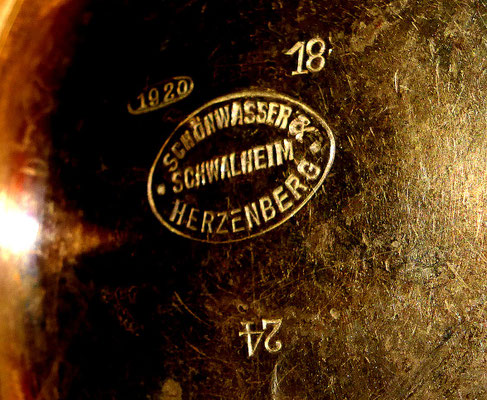 18
1920
SCHÖNWASSER &
SCHWALHEIM
HERZENBERG
24